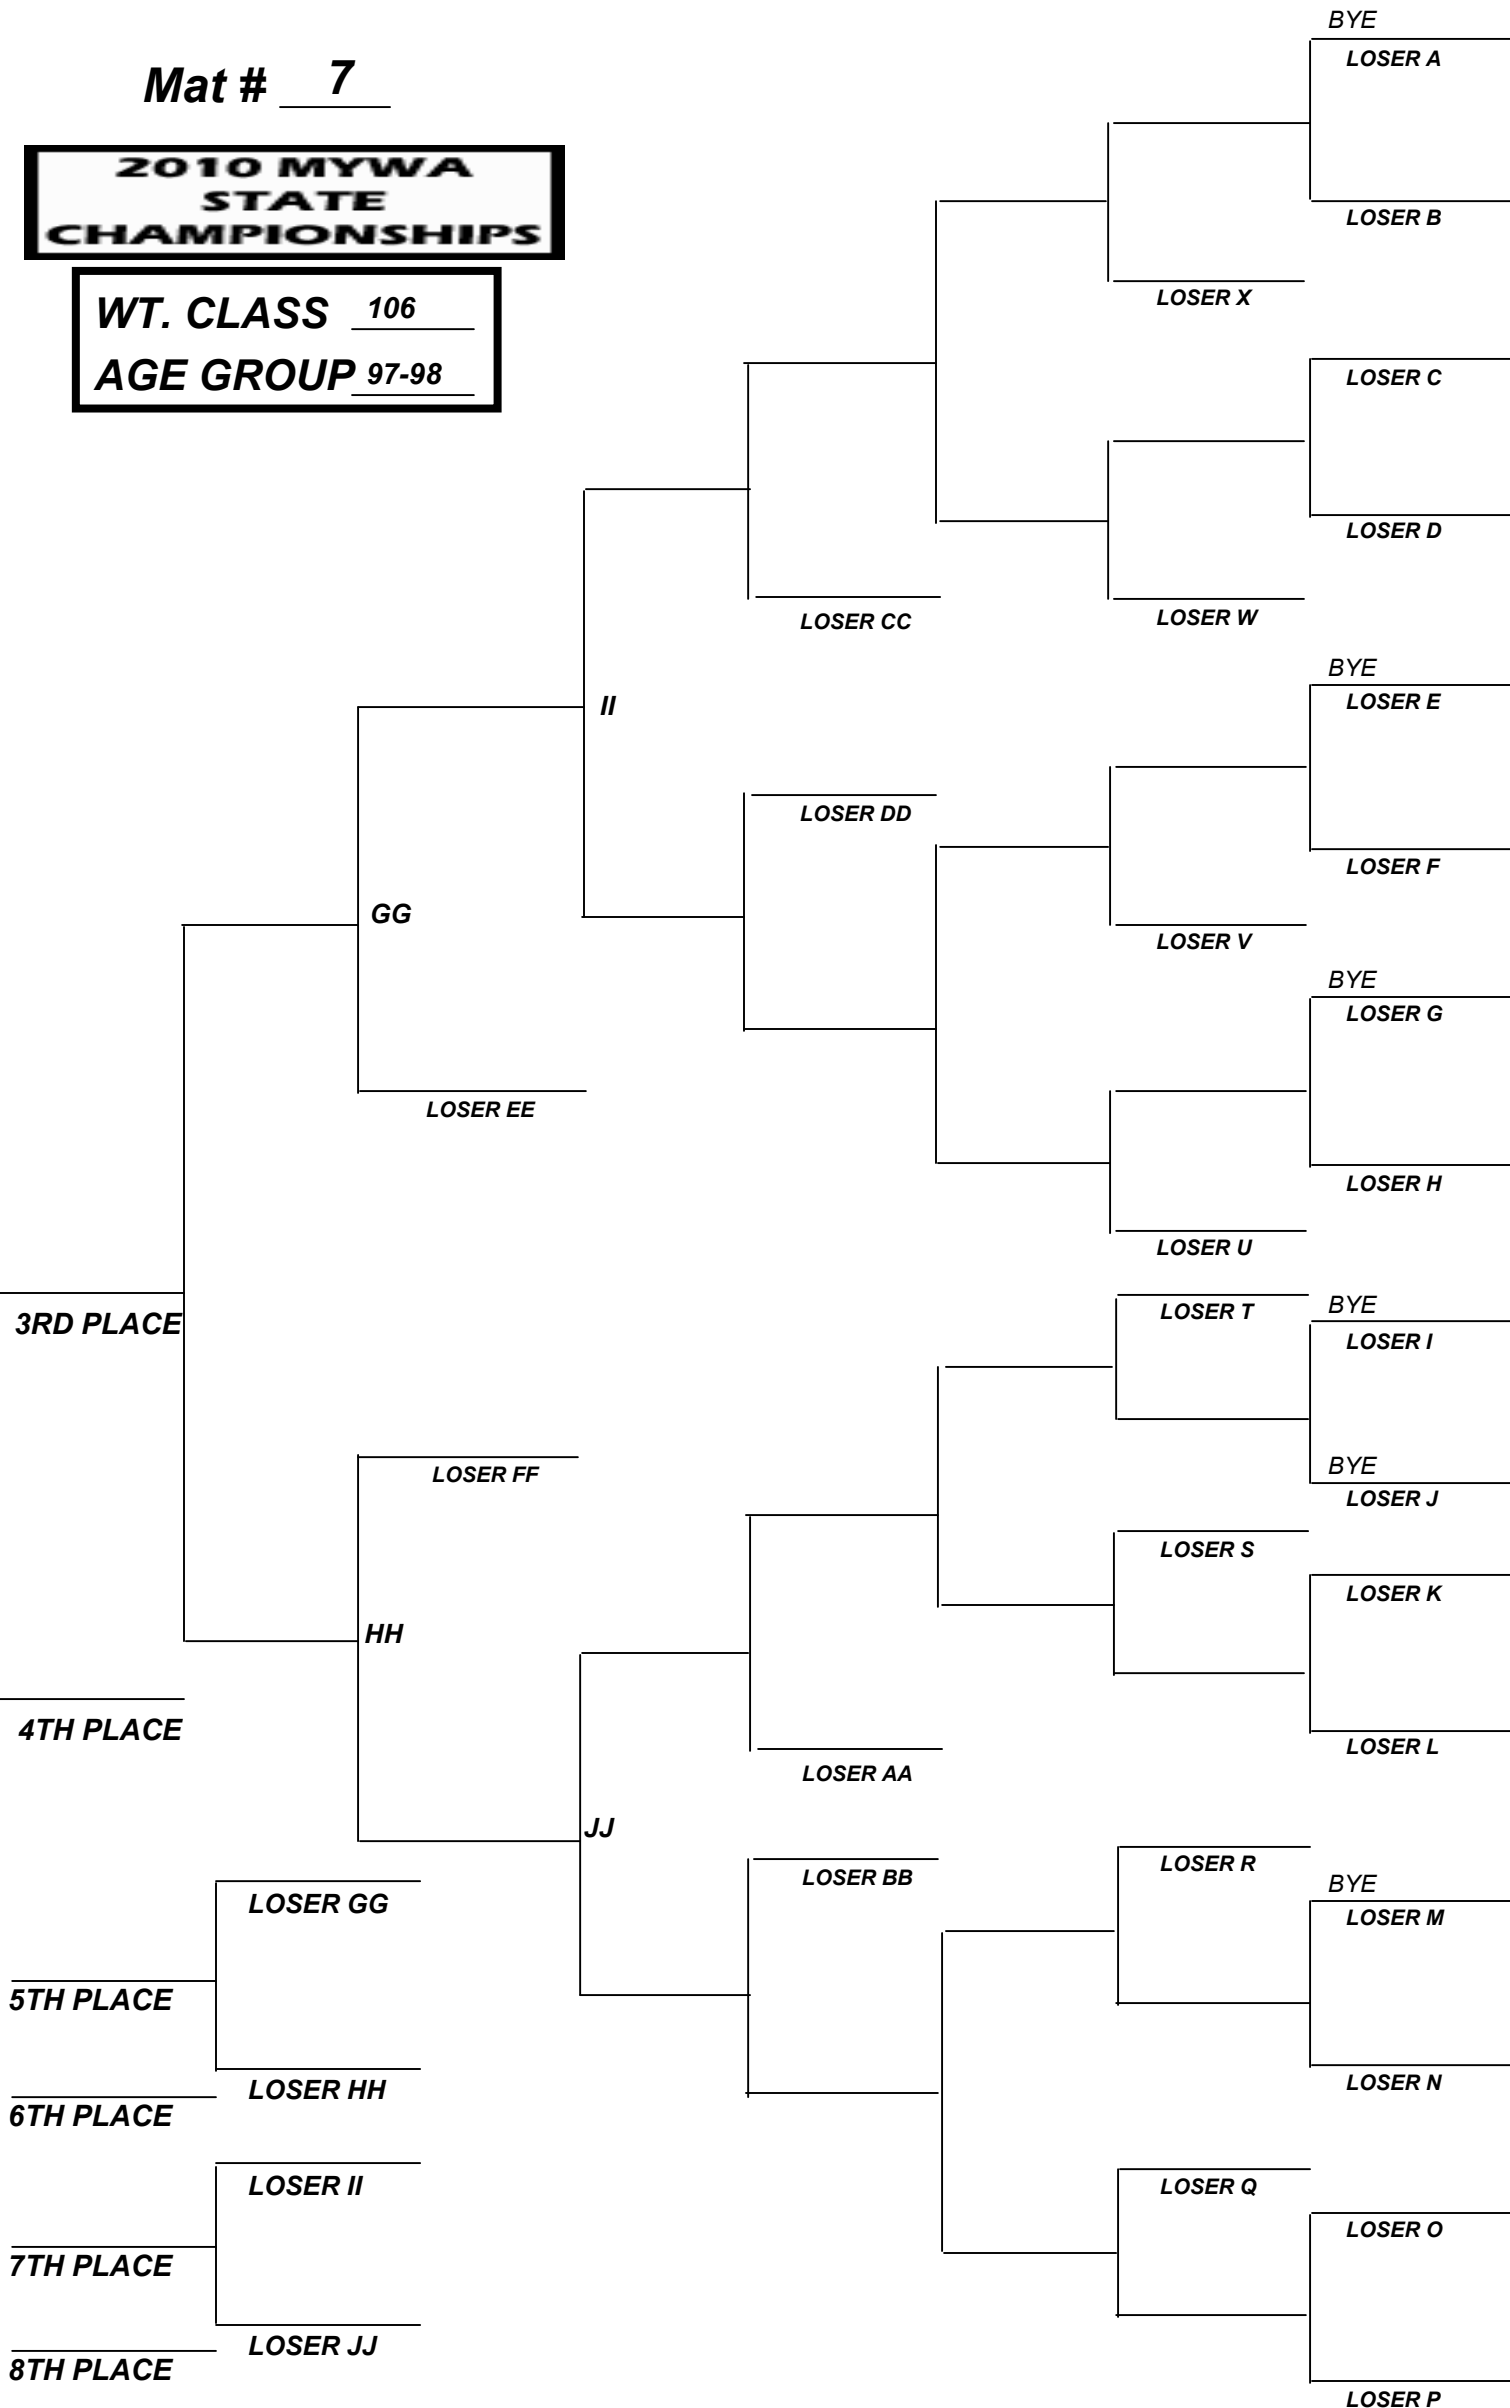 Mat # 7
2010 MYWA
STATE
CHAMPIONSHIPS
WT. CLASS 106
AGE GROUP 97-98
BYE
LOSER A
LOSER B
LOSER X
LOSER C
LOSER D
LOSER CC
LOSER W
BYE
LOSER E
II
LOSER DD
LOSER F
GG
LOSER V
BYE
LOSER G
LOSER EE
LOSER H
LOSER U
3RD PLACE
LOSER T
BYE
LOSER I
LOSER FF
BYE
LOSER J
LOSER S
LOSER K
HH
4TH PLACE
LOSER L
LOSER AA
JJ
LOSER BB
LOSER R
BYE
LOSER M
LOSER GG
5TH PLACE
LOSER HH
LOSER N
6TH PLACE
LOSER II
LOSER Q
LOSER O
7TH PLACE
LOSER JJ
8TH PLACE
LOSER P